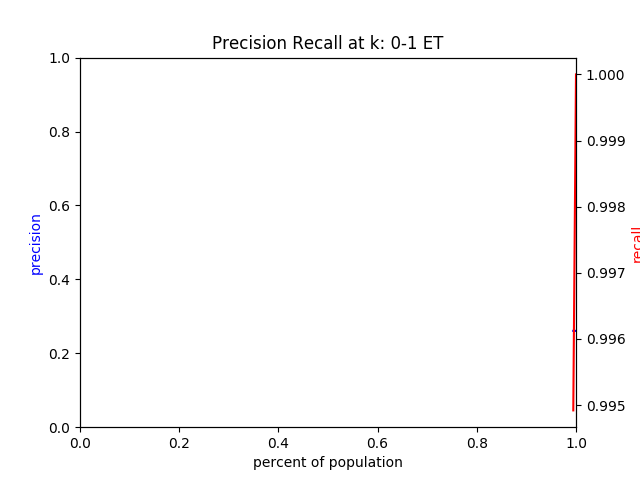 Precision Recall at k: 0-1 ET
1.0
0.8
0.6
0.4
0.2
0.0
precision
0.0 0.2 0.4 0.6 0.8 1.0
percent of population
1.000
0.999
0.998
0.997
0.996
0.995
recall